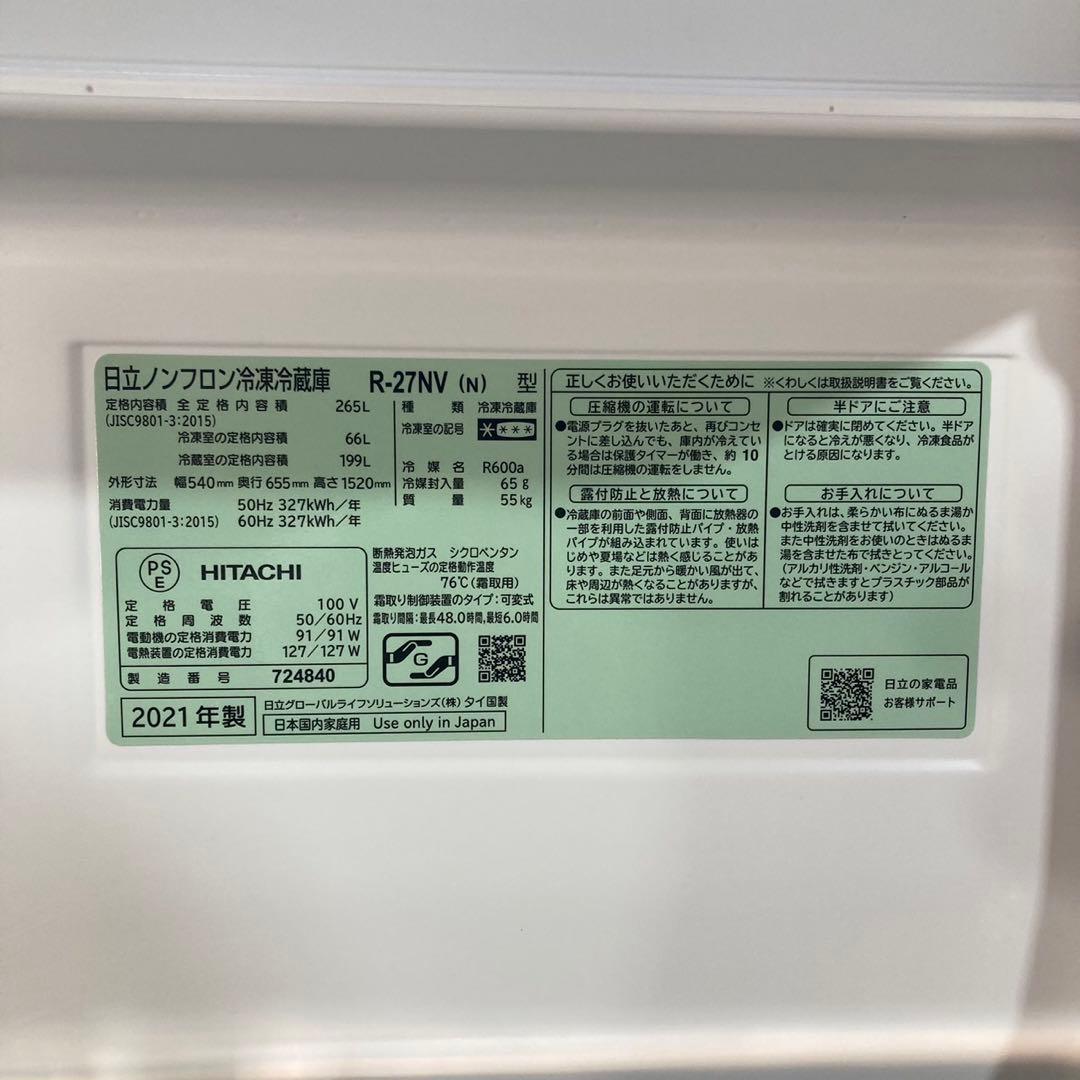 日立ノンフロン冷凍冷蔵庫 R-27NV (N) 型
定格内容積 全定格内容積 265L
(JISC9801-3:2015)
冷凍室の定格内容積 66L
冷蔵室の定格内容積 199L
外形寸法 幅540mm 奥行655mm 高さ1520mm
消費電力量 50Hz 327kWh/年
(JISC9801-3:2015) 60Hz 327kWh/年
種類 冷凍冷蔵庫
冷凍室の記号 ****
冷媒名 R600a
冷媒封入量 65g
質量 55kg
PS
E
HITACHI
定格電圧 100V
定格周波数 50/60Hz
電動機の定格消費電力 91/91W
電熱装置の定格消費電力 127/127W
製造番号 724840
断熱発泡ガス シクロペンタン
温度ヒューズの定格動作温度
76℃(霜取用)
霜取り制御装置のタイプ:可変式
霜取り間隔:最長48.0時間,最短6.0時間
G
2021年製
日立グローバルライフソリューションズ(株) タイ国製
日本国内家庭用 Use only in Japan
正しくお使いいただくために ※くわしくは取扱説明書をご覧ください。
圧縮機の運転について
●電源プラグを抜いたあと、再びコンセ
ントに差し込んでも、庫内が冷えてい
る場合は保護タイマーが働き、約10
分間は圧縮機の運転をしません。
露付防止と放熱について
●冷蔵庫の前面や側面、背面に放熱器の
一部を利用した露付防止パイプ・放熱
パイプが組み込まれています。使いは
じめや夏場などは熱く感じることがあ
ります。また足元から暖かい風が出て、
床や周辺が熱くなることがありますが、
これらは異常ではありません。
半ドアにご注意
●ドアは確実に閉めてください。半ドア
になると冷えが悪くなり、冷凍食品が
とける原因になります。
お手入れについて
●お手入れは、柔らかい布にぬるま湯か
中性洗剤を含ませて拭いてください。
また中性洗剤をお使いのときはぬるま
湯を含ませた布で拭きとってください。
(アルカリ性洗剤・ベンジン・アルコール
などで拭きますとプラスチック部品が
割れることがあります)
日立の家電品
お客様サポート